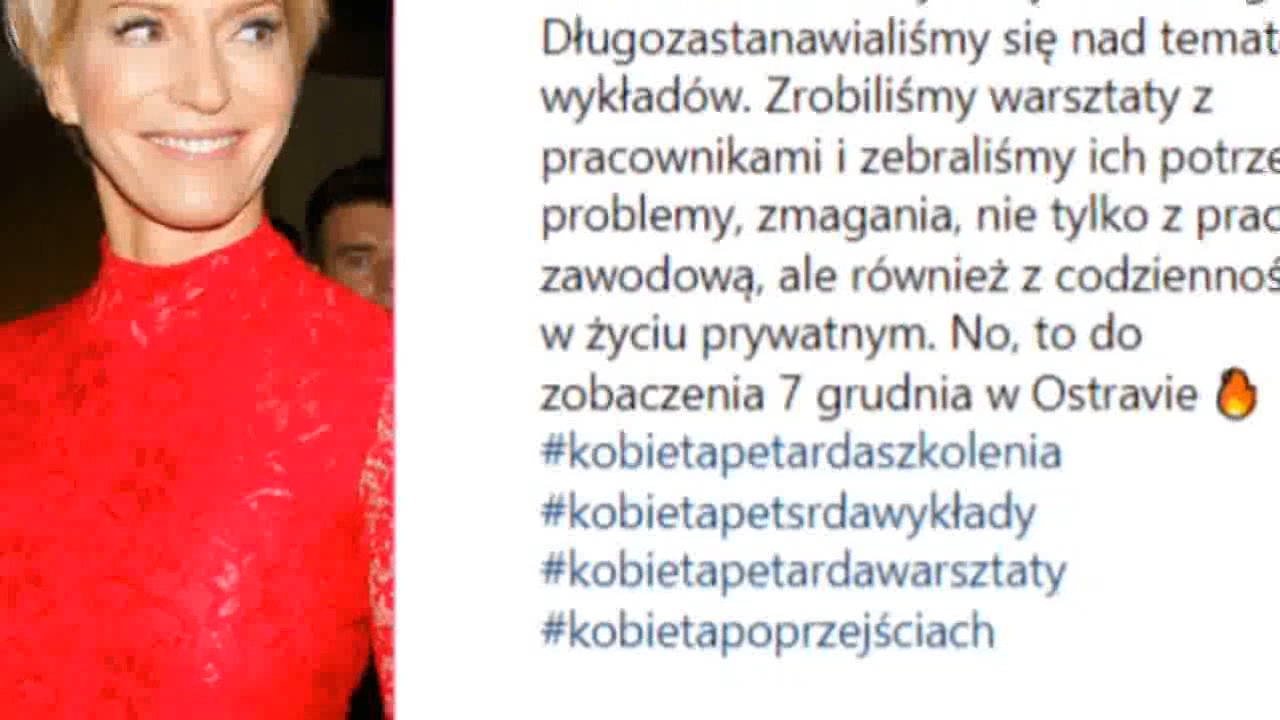 Długozastanawialiśmy się nad temat
wykładów. Zrobiliśmy warsztaty z
pracownikami i zebraliśmy ich potrze
problemy, zmagania, nie tylko z prac
zawodową, ale również z codziennoś
w życiu prywatnym. No, to do
zobaczenia 7 grudnia w Ostravie 🔥
#kobietapetardaszkolenia
#kobietapetsrdawykłady
#kobietapetardawarsztaty
#kobietapoprzejściach